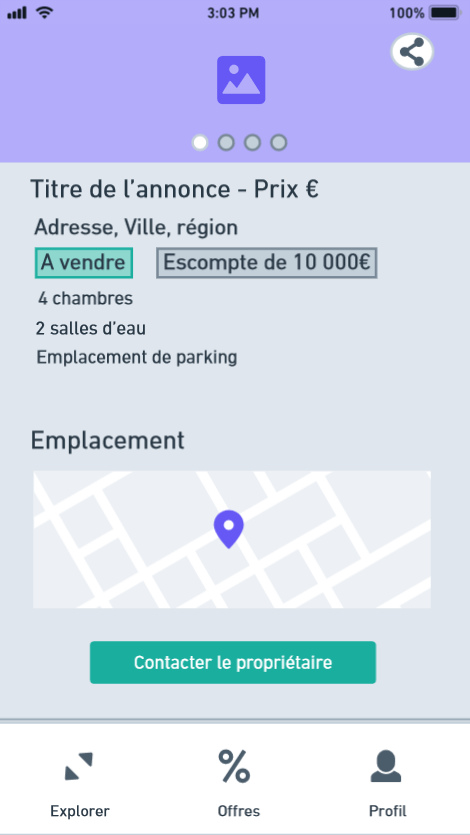 3:03 PM 100%
Titre de l’annonce - Prix €
Adresse, Ville, région
A vendre Escompte de 10 000€
4 chambres
2 salles d’eau
Emplacement de parking
Emplacement
Contacter le propriétaire
Explorer Offres Profil